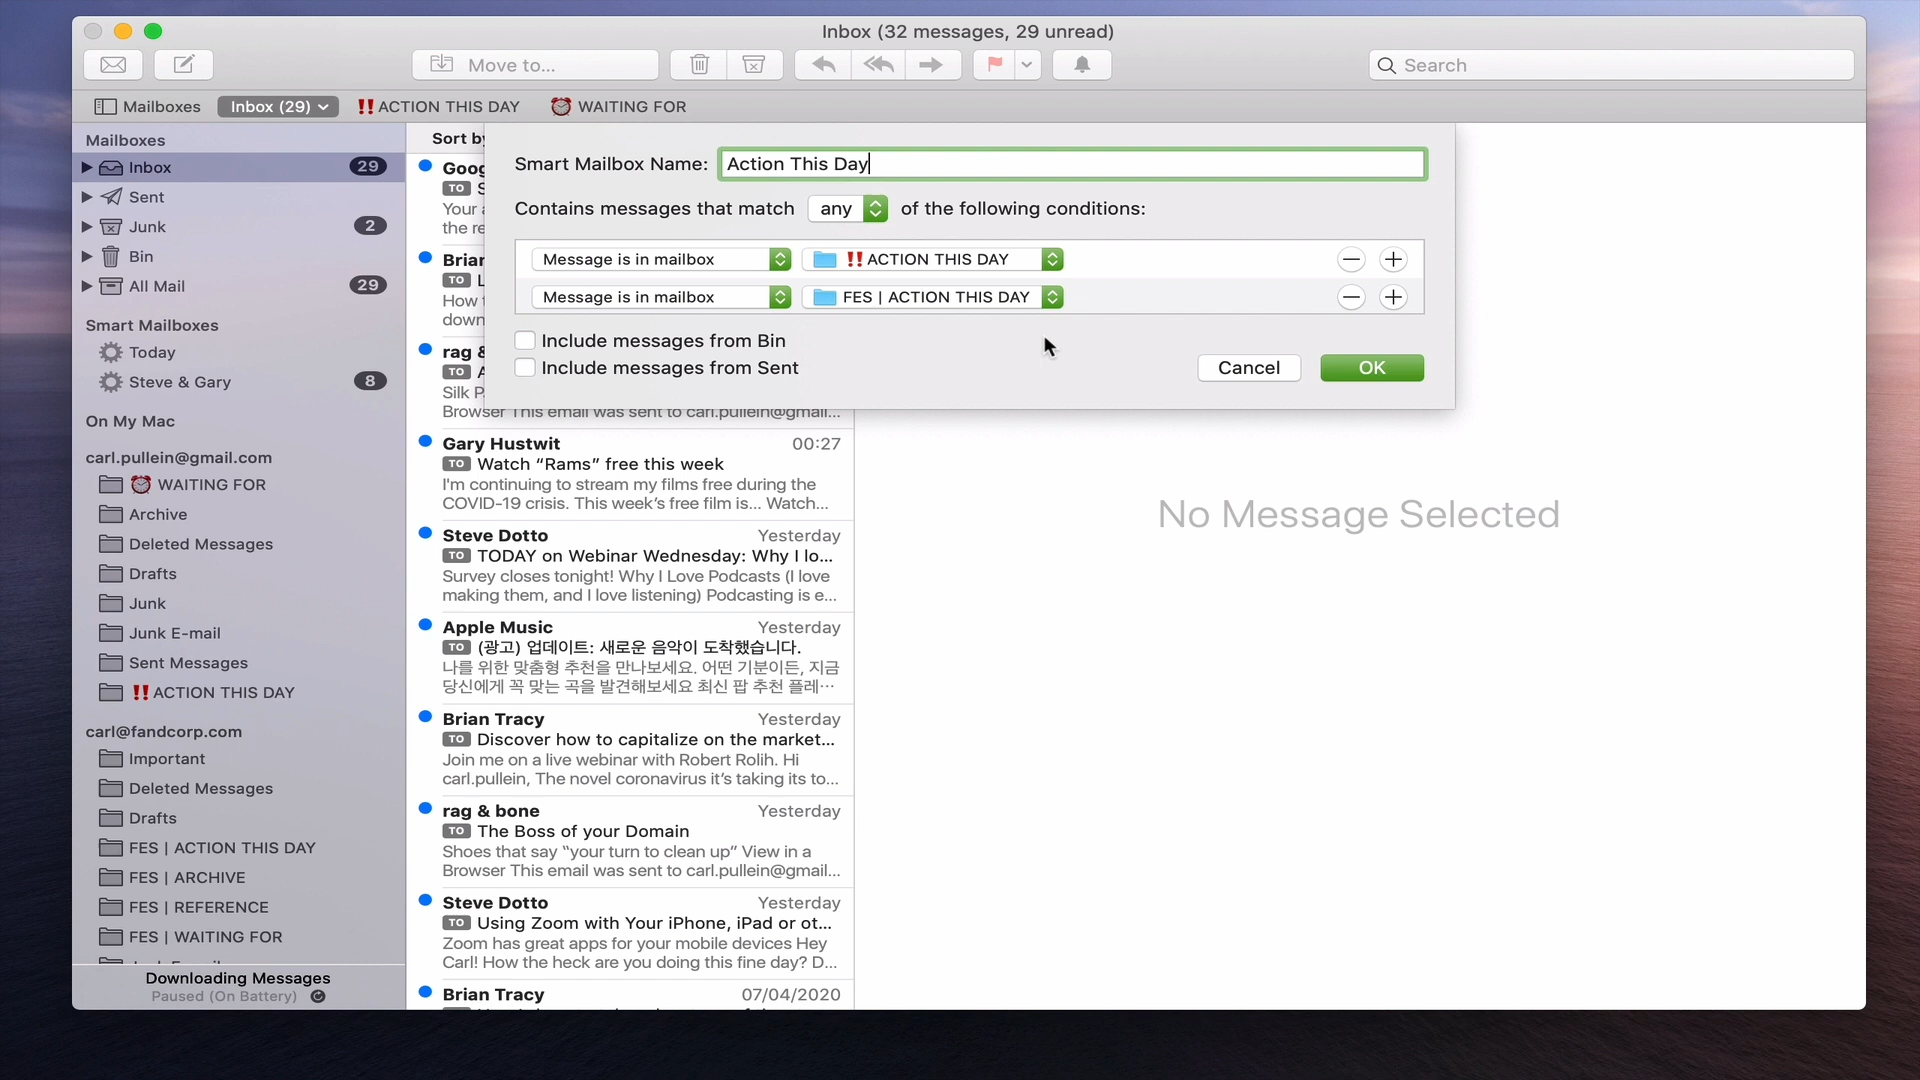 Inbox (32 messages, 29 unread)
Move to...
Search
Mailboxes
Inbox (29)
‼️ACTION THIS DAY
⏰ WAITING FOR
Mailboxes
Inbox 29
Sent
Junk 2
Bin
All Mail 29
Smart Mailboxes
Today
Steve & Gary 8
On My Mac
carl.pullein@gmail.com
⏰ WAITING FOR
Archive
Deleted Messages
Drafts
Junk
Junk E-mail
Sent Messages
‼️ACTION THIS DAY
carl@fandcorp.com
Important
Deleted Messages
Drafts
FES | ACTION THIS DAY
FES | ARCHIVE
FES | REFERENCE
FES | WAITING FOR
Downloading Messages
Paused (On Battery)
Sort by
Goog
TO S
Your a
the re
Brian
TO L
How t
down
rag &
TO A
Silk P
Browser This email was sent to carl.pullein@gmail...
Gary Hustwit 00:27
TO Watch “Rams” free this week
I'm continuing to stream my films free during the
COVID-19 crisis. This week’s free film is... Watch...
Steve Dotto Yesterday
TO TODAY on Webinar Wednesday: Why I lo...
Survey closes tonight! Why I Love Podcasts (I love
making them, and I love listening) Podcasting is e...
Apple Music Yesterday
TO (광고) 업데이트: 새로운 음악이 도착했습니다.
나를 위한 맞춤형 추천을 만나보세요. 어떤 기분이든, 지금
당신에게 꼭 맞는 곡을 발견해보세요 최신 팝 추천 플레…
Brian Tracy Yesterday
TO Discover how to capitalize on the market...
Join me on a live webinar with Robert Rolih. Hi
carl.pullein, The novel coronavirus it’s taking its to...
rag & bone Yesterday
TO The Boss of your Domain
Shoes that say “your turn to clean up” View in a
Browser This email was sent to carl.pullein@gmail...
Steve Dotto Yesterday
TO Using Zoom with Your iPhone, iPad or ot...
Zoom has great apps for your mobile devices Hey
Carl! How the heck are you doing this fine day? D...
Brian Tracy 07/04/2020
Smart Mailbox Name: Action This Day
Contains messages that match any of the following conditions:
Message is in mailbox ‼️ACTION THIS DAY
Message is in mailbox FES | ACTION THIS DAY
Include messages from Bin
Include messages from Sent
Cancel
OK
No Message Selected